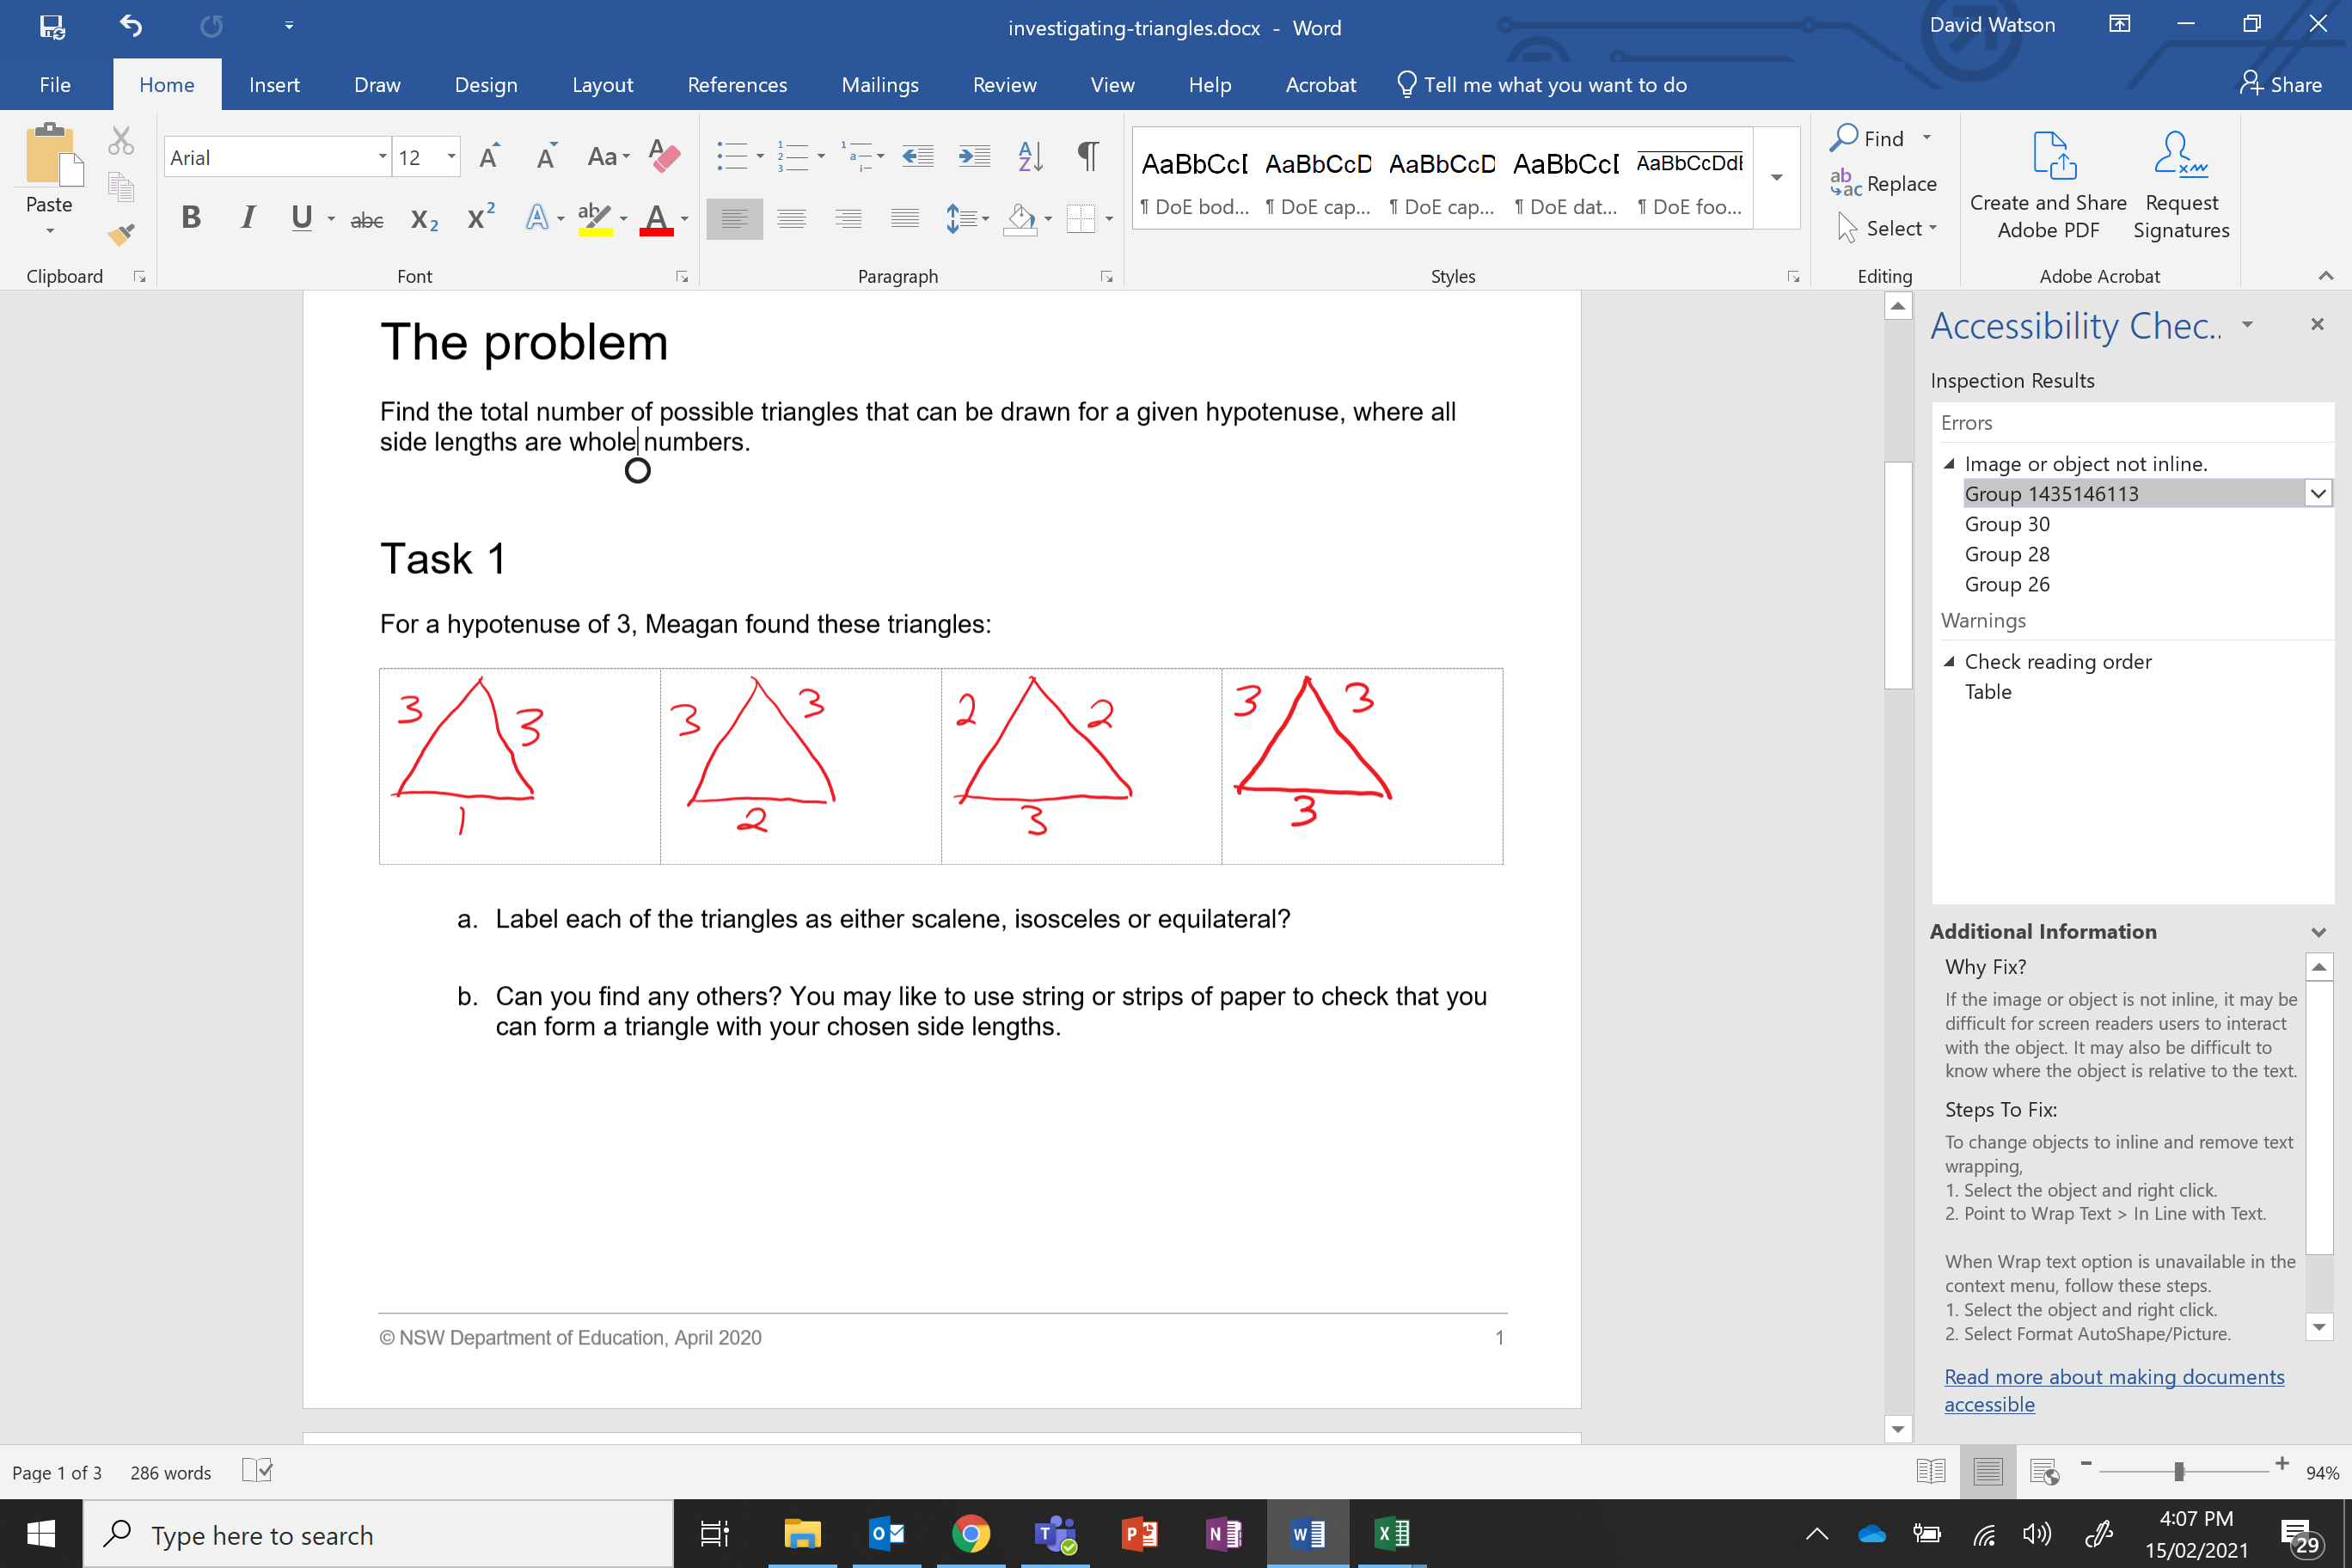 investigating-triangles.docx - Word
David Watson
File Home Insert Draw Design Layout References Mailings Review View Help Acrobat Tell me what you want to do
Share
Paste
Clipboard
Arial 12
Font
Paragraph
AaBbCcI AaBbCcD AaBbCcD AaBbCcI AaBbCcDdI
¶ DoE bod... ¶ DoE cap... ¶ DoE cap... ¶ DoE dat... ¶ DoE foo...
Styles
Find
Replace
Select
Editing
Create and Share
Adobe PDF
Request
Signatures
Adobe Acrobat
The problem
Find the total number of possible triangles that can be drawn for a given hypotenuse, where all
side lengths are whole numbers.
Task 1
For a hypotenuse of 3, Meagan found these triangles:
3 3 3 3 2 2 3 3
1 2 3 3
a. Label each of the triangles as either scalene, isosceles or equilateral?
b. Can you find any others? You may like to use string or strips of paper to check that you
can form a triangle with your chosen side lengths.
© NSW Department of Education, April 2020 1
Accessibility Chec..
Inspection Results
Errors
Image or object not inline.
Group 1435146113
Group 30
Group 28
Group 26
Warnings
Check reading order
Table
Additional Information
Why Fix?
If the image or object is not inline, it may be
difficult for screen readers users to interact
with the object. It may also be difficult to
know where the object is relative to the text.
Steps To Fix:
To change objects to inline and remove text
wrapping,
1. Select the object and right click.
2. Point to Wrap Text > In Line with Text.
When Wrap text option is unavailable in the
context menu, follow these steps.
1. Select the object and right click.
2. Select Format AutoShape/Picture.
Read more about making documents
accessible
Page 1 of 3 286 words
94%
Type here to search
4:07 PM
15/02/2021
29